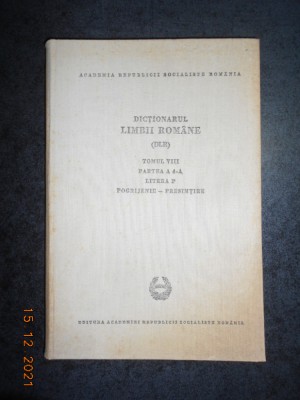 ACADEMIA REPUBLICII SOCIALISTE ROMÂNIA
DICȚIONARUL
LIMBII ROMÂNE
(DLR)
TOMUL VIII
PARTEA A 4-A
LITERA P
POGRIJENIE – PRESIMȚIRE
EDITURA ACADEMIEI REPUBLICII SOCIALISTE ROMÂNIA
15.12.2021